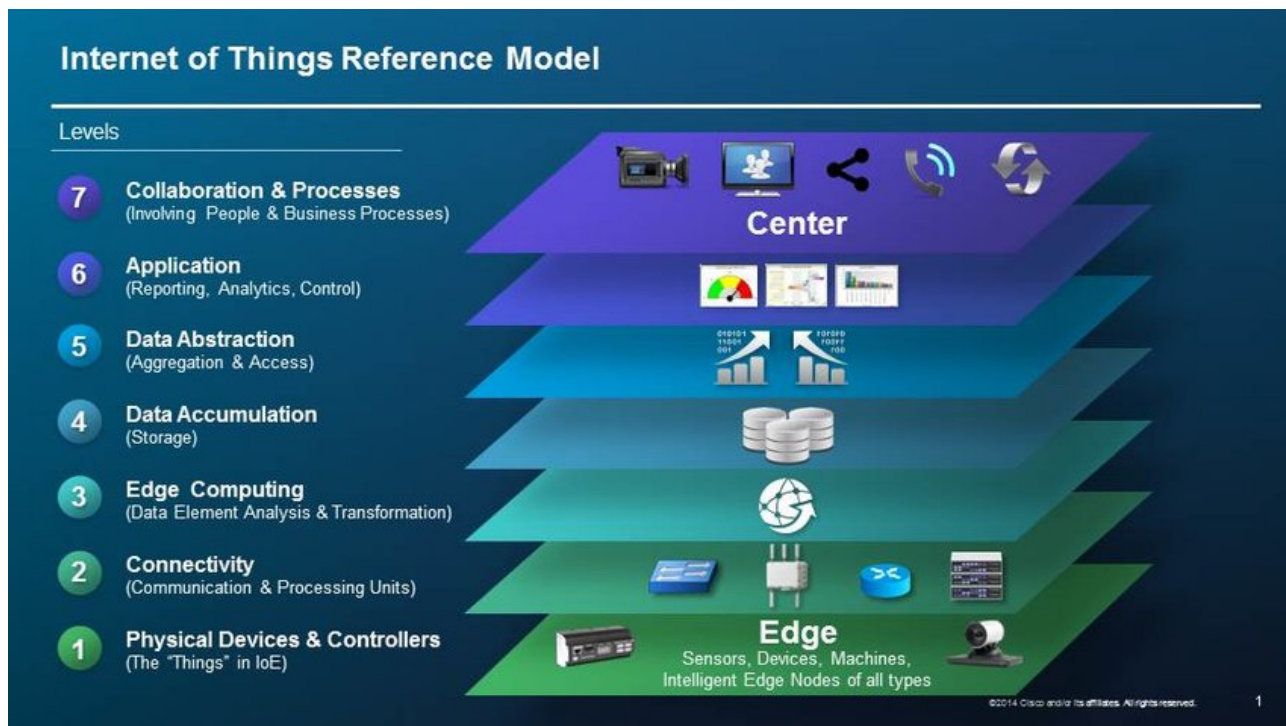 Internet of Things Reference Model
Levels
7
Collaboration & Processes
(Involving People & Business Processes)
6
Application
(Reporting, Analytics, Control)
5
Data Abstraction
(Aggregation & Access)
4
Data Accumulation
(Storage)
3
Edge Computing
(Data Element Analysis & Transformation)
2
Connectivity
(Communication & Processing Units)
1
Physical Devices & Controllers
(The “Things” in IoE)
Center
010101
11001
001
Edge
Sensors, Devices, Machines,
Intelligent Edge Nodes of all types
©2014 Cisco and/or its affiliates. All rights reserved.
1